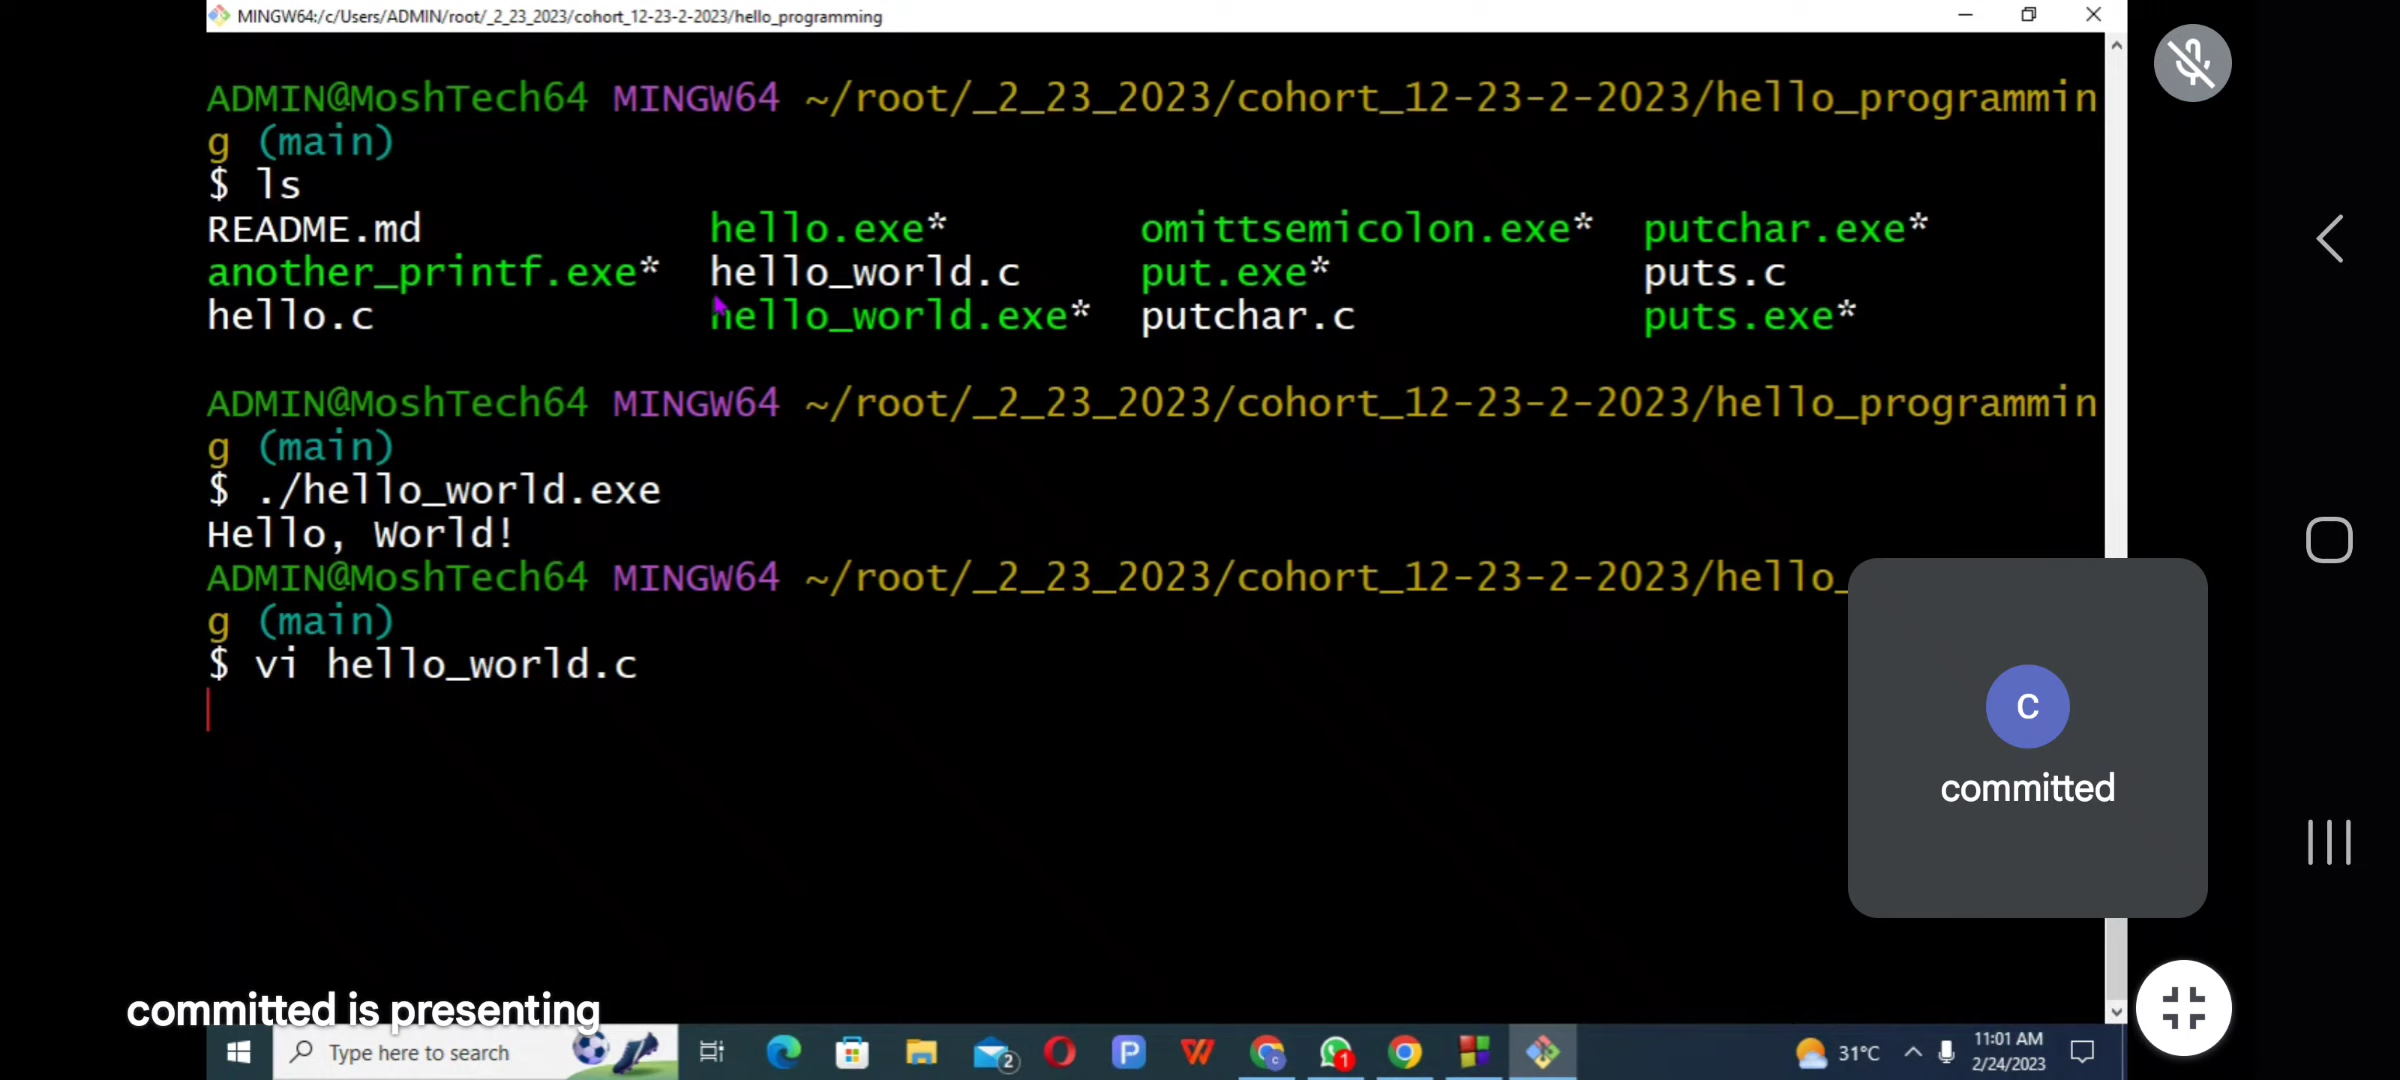 MINGW64:/c/Users/ADMIN/root/_2_23_2023/cohort_12-23-2-2023/hello_programming
ADMIN@MoshTech64 MINGW64 ~/root/_2_23_2023/cohort_12-23-2-2023/hello_programmin
g (main)
$ ls
README.md hello.exe* omittsemicolon.exe* putchar.exe*
another_printf.exe* hello_world.c put.exe* puts.c
hello.c hello_world.exe* putchar.c puts.exe*
ADMIN@MoshTech64 MINGW64 ~/root/_2_23_2023/cohort_12-23-2-2023/hello_programmin
g (main)
$ ./hello_world.exe
Hello, World!
ADMIN@MoshTech64 MINGW64 ~/root/_2_23_2023/cohort_12-23-2-2023/hello_
g (main)
$ vi hello_world.c
C
committed
committed is presenting
Type here to search
2
P
W
C
1
31°C
11:01 AM
2/24/2023